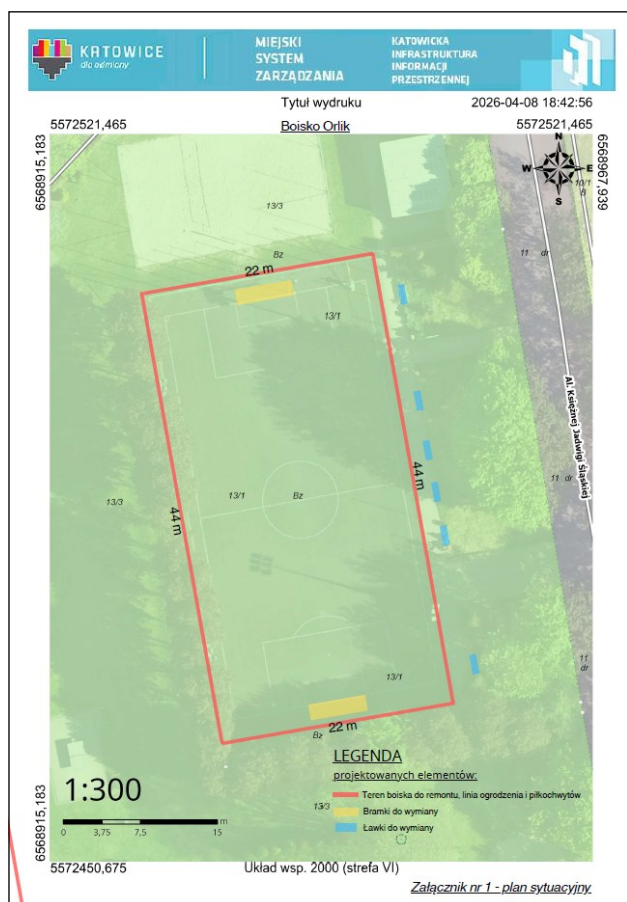 KATOWICE
dla odmiany
MIEJSKI
SYSTEM
ZARZĄDZANIA
KATOWICKA
INFRASTRUKTURA
INFORMACJI
PRZESTRZENNEJ
Tytuł wydruku
2026-04-08 18:42:56
5572521,465
Boisko Orlik
5572521,465
6568915,183
6568967,939
N
W
E
S
10/1
B
13/3
11 dr
Bz
22 m
13/1
Al. Księżnej Jadwigi Śląskiej
44 m
11 dr
13/3
13/1
Bz
44 m
11
dr
13/1
22 m
Bz
LEGENDA
projektowanych elementów:
Teren boiska do remontu, linia ogrodzenia i piłkochwytów
Bramki do wymiany
Ławki do wymiany
13/3
1:300
m
0 3,75 7,5 15
6568915,183
5572450,675
Układ wsp. 2000 (strefa VI)
Załącznik nr 1 - plan sytuacyjny